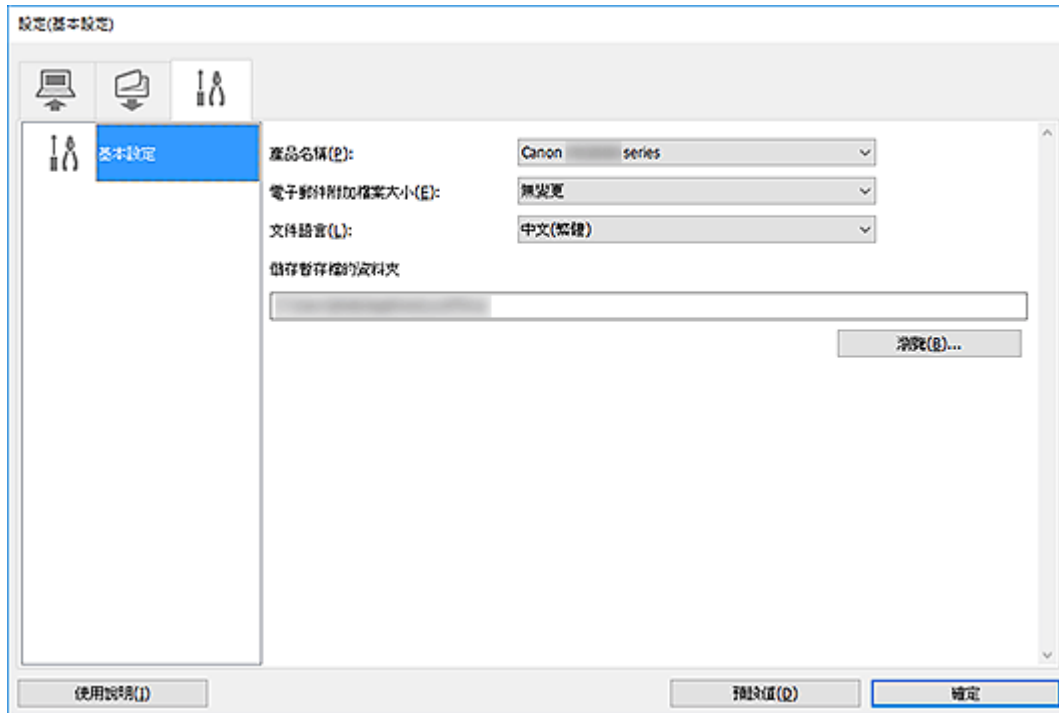 設定(基本設定)
基本設定
產品名稱(P):
Canon series
電子郵件附加檔案大小(E):
無變更
文件語言(L):
中文(繁體)
儲存暫存檔的資料夾
瀏覽(B)...
使用說明(I)
預設值(D)
確定